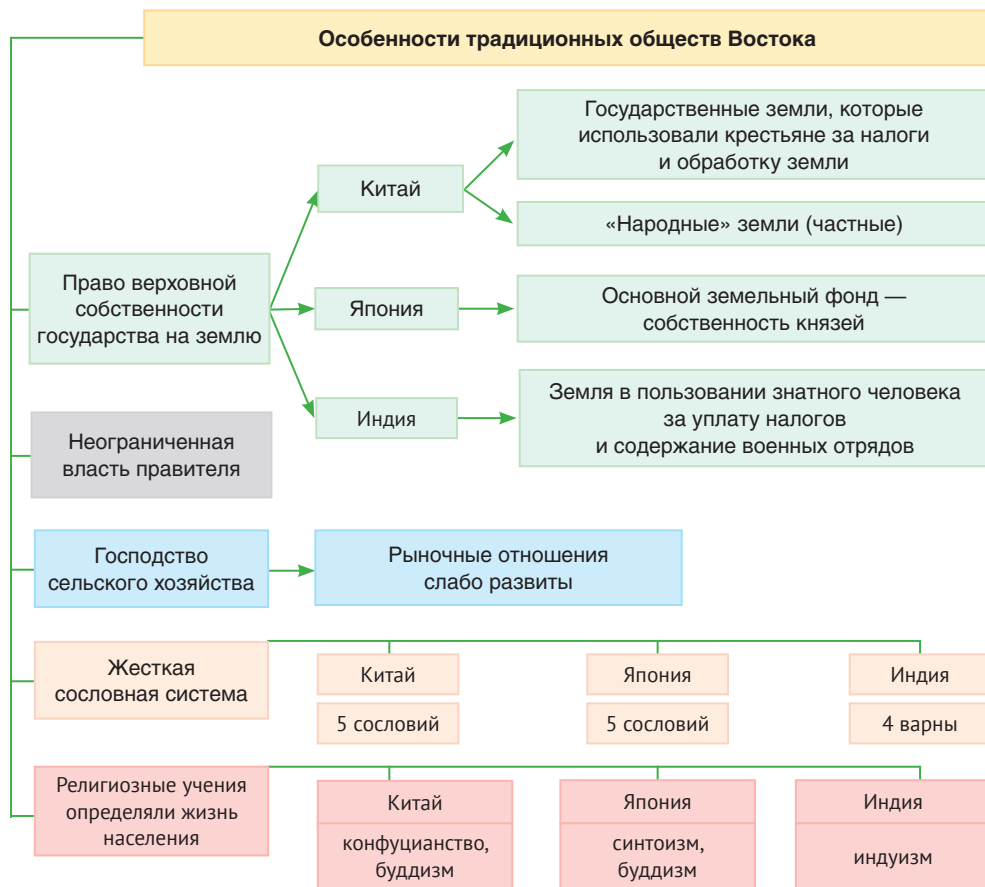 Особенности традиционных обществ Востока
Государственные земли, которые
использовали крестьяне за налоги
и обработку земли
Китай
«Народные» земли (частные)
Право верховной
собственности
государства на землю
Япония
Основной земельный фонд —
собственность князей
Индия
Земля в пользовании знатного человека
за уплату налогов
и содержание военных отрядов
Неограниченная
власть правителя
Господство
сельского хозяйства
Рыночные отношения
слабо развиты
Жесткая
сословная система
Китай
5 сословий
Япония
5 сословий
Индия
4 варны
Религиозные учения
определяли жизнь
населения
Китай
конфуцианство,
буддизм
Япония
синтоизм,
буддизм
Индия
индуизм